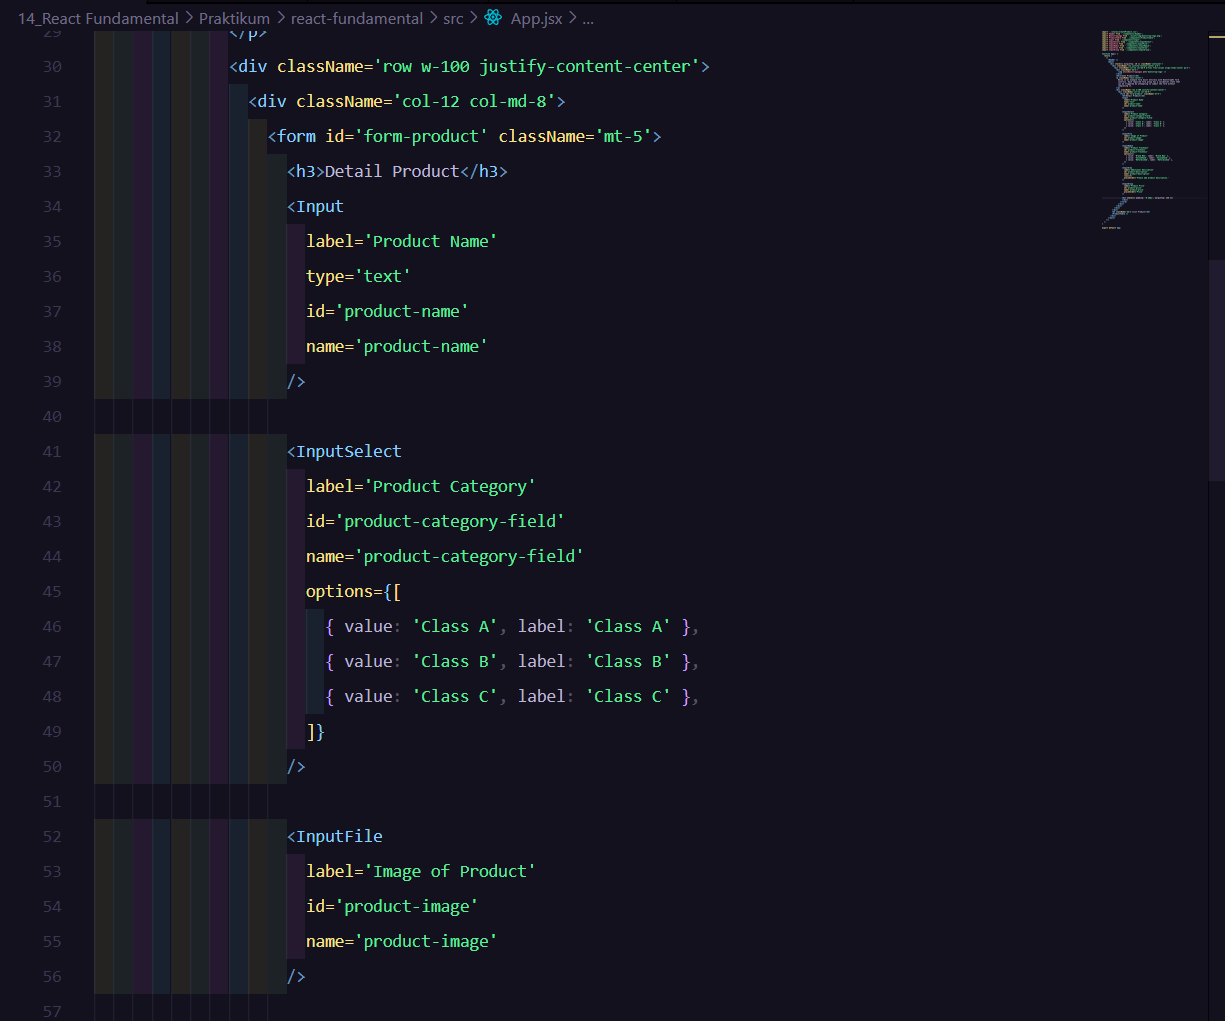 14_React Fundamental > Praktikum > react-fundamental > src > App.jsx > ...
29 </p>
30 <div className='row w-100 justify-content-center'>
31 <div className='col-12 col-md-8'>
32 <form id='form-product' className='mt-5'>
33 <h3>Detail Product</h3>
34 <Input
35 label='Product Name'
36 type='text'
37 id='product-name'
38 name='product-name'
39 />
40
41 <InputSelect
42 label='Product Category'
43 id='product-category-field'
44 name='product-category-field'
45 options={[
46 { value: 'Class A', label: 'Class A' },
47 { value: 'Class B', label: 'Class B' },
48 { value: 'Class C', label: 'Class C' },
49 ]}
50 />
51
52 <InputFile
53 label='Image of Product'
54 id='product-image'
55 name='product-image'
56 />
57